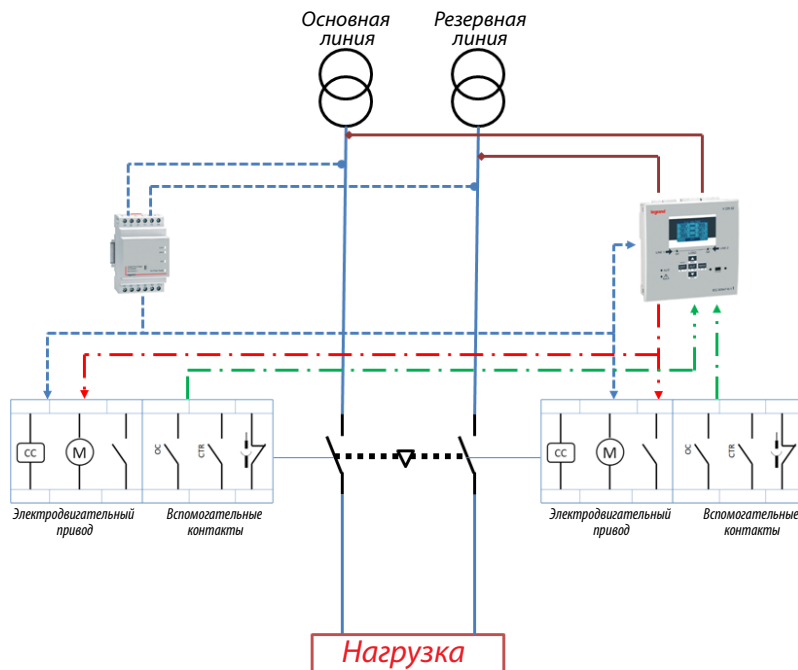 Основная
линия
Резервная
линия
legrand
CC
M
OC
CTR
CC
M
OC
CTR
Электродвигательный
привод
Вспомогательные
контакты
Электродвигательный
привод
Вспомогательные
контакты
Нагрузка